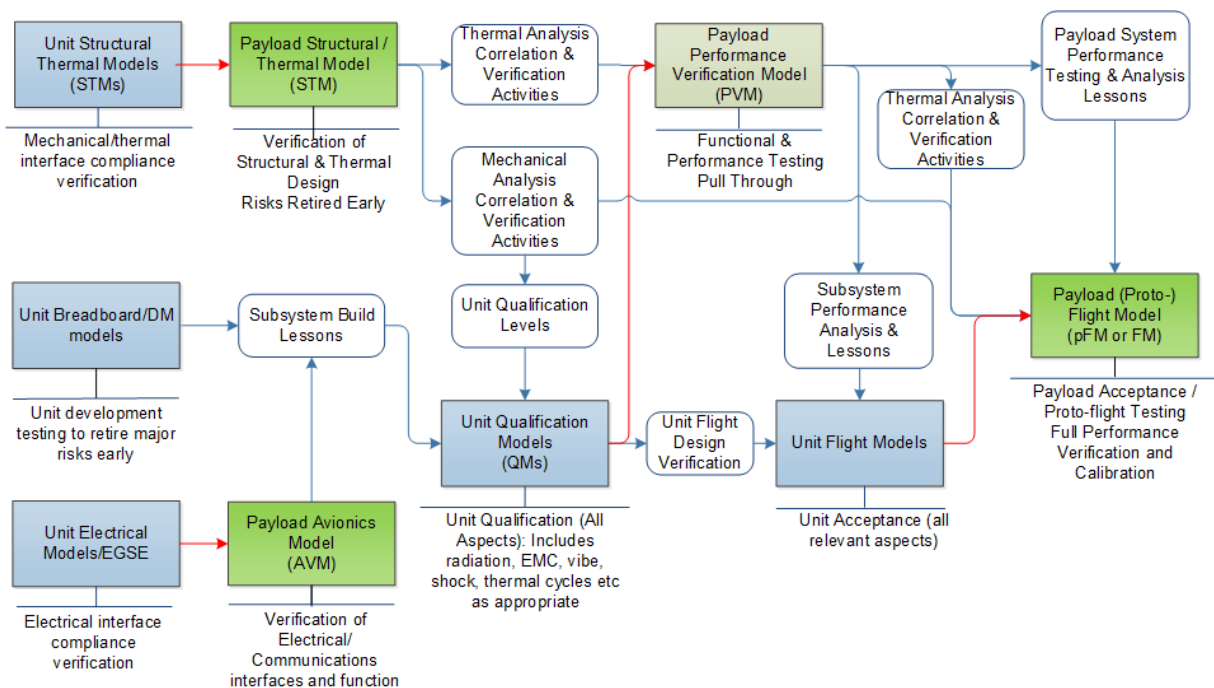 Unit Structural
Thermal Models
(STMs)
Mechanical/thermal
interface compliance
verification
Payload Structural /
Thermal Model
(STM)
Verification of
Structural & Thermal
Design
Risks Retired Early
Thermal Analysis
Correlation &
Verification
Activities
Mechanical
Analysis
Correlation &
Verification
Activities
Payload
Performance
Verification Model
(PVM)
Functional &
Performance Testing
Pull Through
Thermal Analysis
Correlation &
Verification
Activities
Payload System
Performance
Testing & Analysis
Lessons
Unit Breadboard/DM
models
Unit development
testing to retire major
risks early
Subsystem Build
Lessons
Unit Qualification
Levels
Subsystem
Performance
Analysis &
Lessons
Payload (Proto-)
Flight Model
(pFM or FM)
Payload Acceptance /
Proto-flight Testing
Full Performance
Verification and
Calibration
Unit Qualification
Models
(QMs)
Unit Qualification (All
Aspects): Includes
radiation, EMC, vibe,
shock, thermal cycles etc
as appropriate
Unit Flight
Design
Verification
Unit Flight Models
Unit Acceptance (all
relevant aspects)
Unit Electrical
Models/EGSE
Electrical interface
compliance
verification
Payload Avionics
Model
(AVM)
Verification of
Electrical/
Communications
interfaces and function